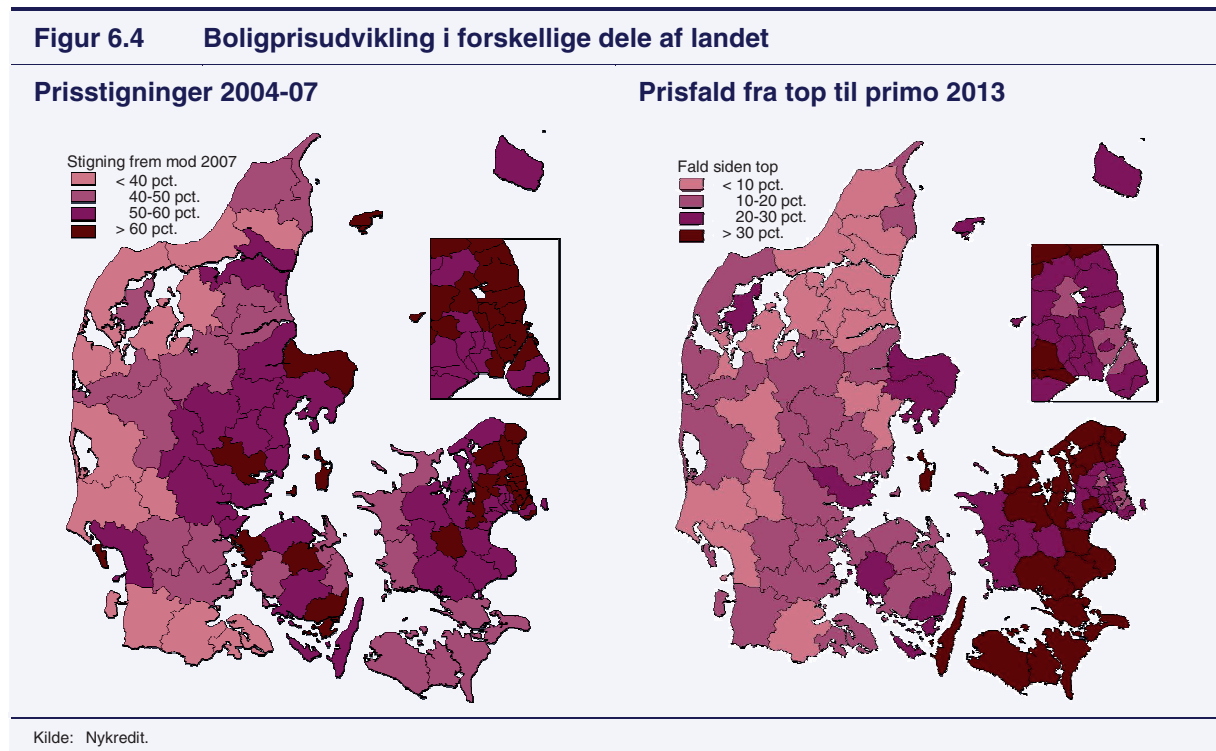 Figur 6.4 Boligprisudvikling i forskellige dele af landet
Prisstigninger 2004-07
Stigning frem mod 2007
< 40 pct.
40-50 pct.
50-60 pct.
> 60 pct.
Prisfald fra top til primo 2013
Fald siden top
< 10 pct.
10-20 pct.
20-30 pct.
> 30 pct.
Kilde: Nykredit.